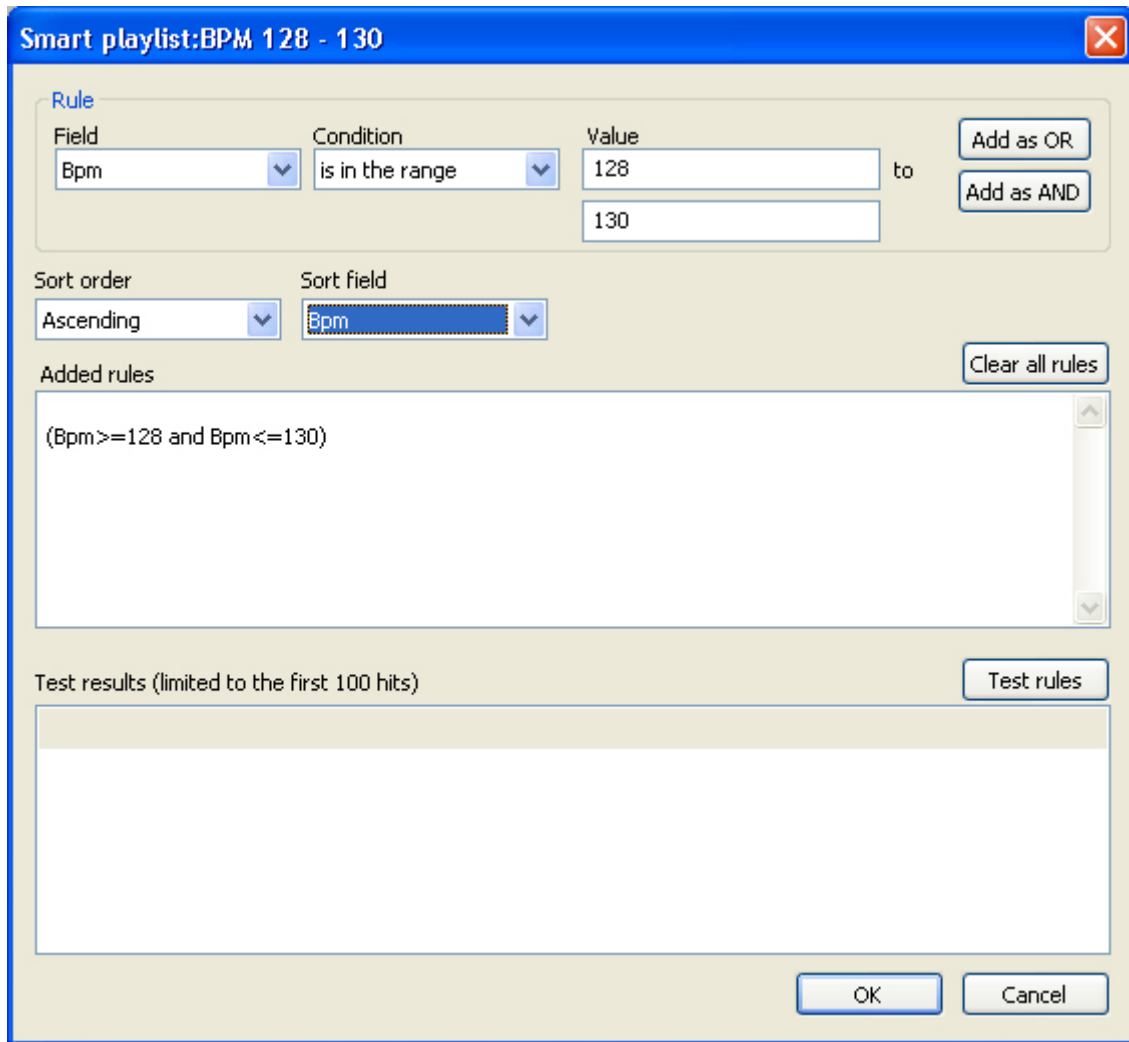 Smart playlist:BPM 128 - 130
Rule
Field Condition Value
Bpm is in the range 128 to
130
Add as OR
Add as AND
Sort order Sort field
Ascending Bpm
Clear all rules
Added rules
(Bpm>=128 and Bpm<=130)
Test results (limited to the first 100 hits) Test rules
OK Cancel